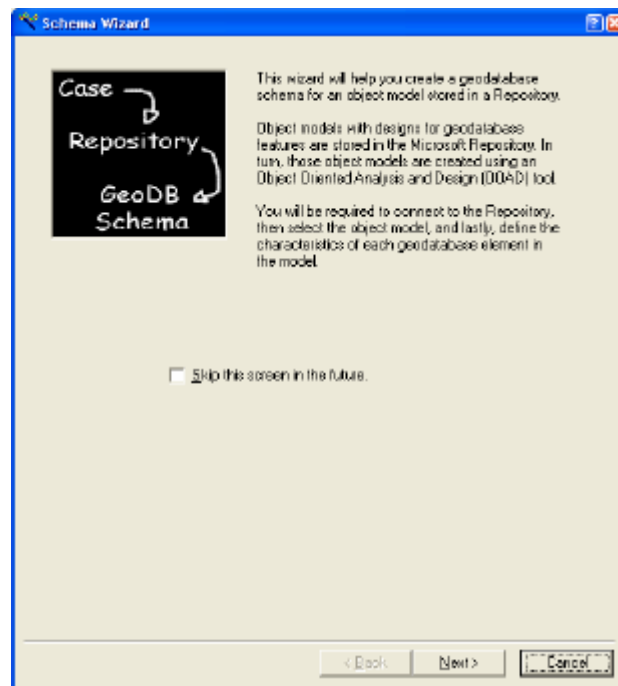 Schema Wizard
Case
Repository
GeoDB
Schema
This wizard will help you create a geodatabase
schema for an object model stored in a Repository.
Object models with designs for geodatabase
features are stored in the Microsoft Repository. In
turn, those object models are created using an
Object Oriented Analysis and Design (OOAD) tool.
You will be required to connect to the Repository,
then select the object model, and lastly, define the
characteristics of each geodatabase element in
the model.
Skip this screen in the future.
< Back
Next >
Cancel